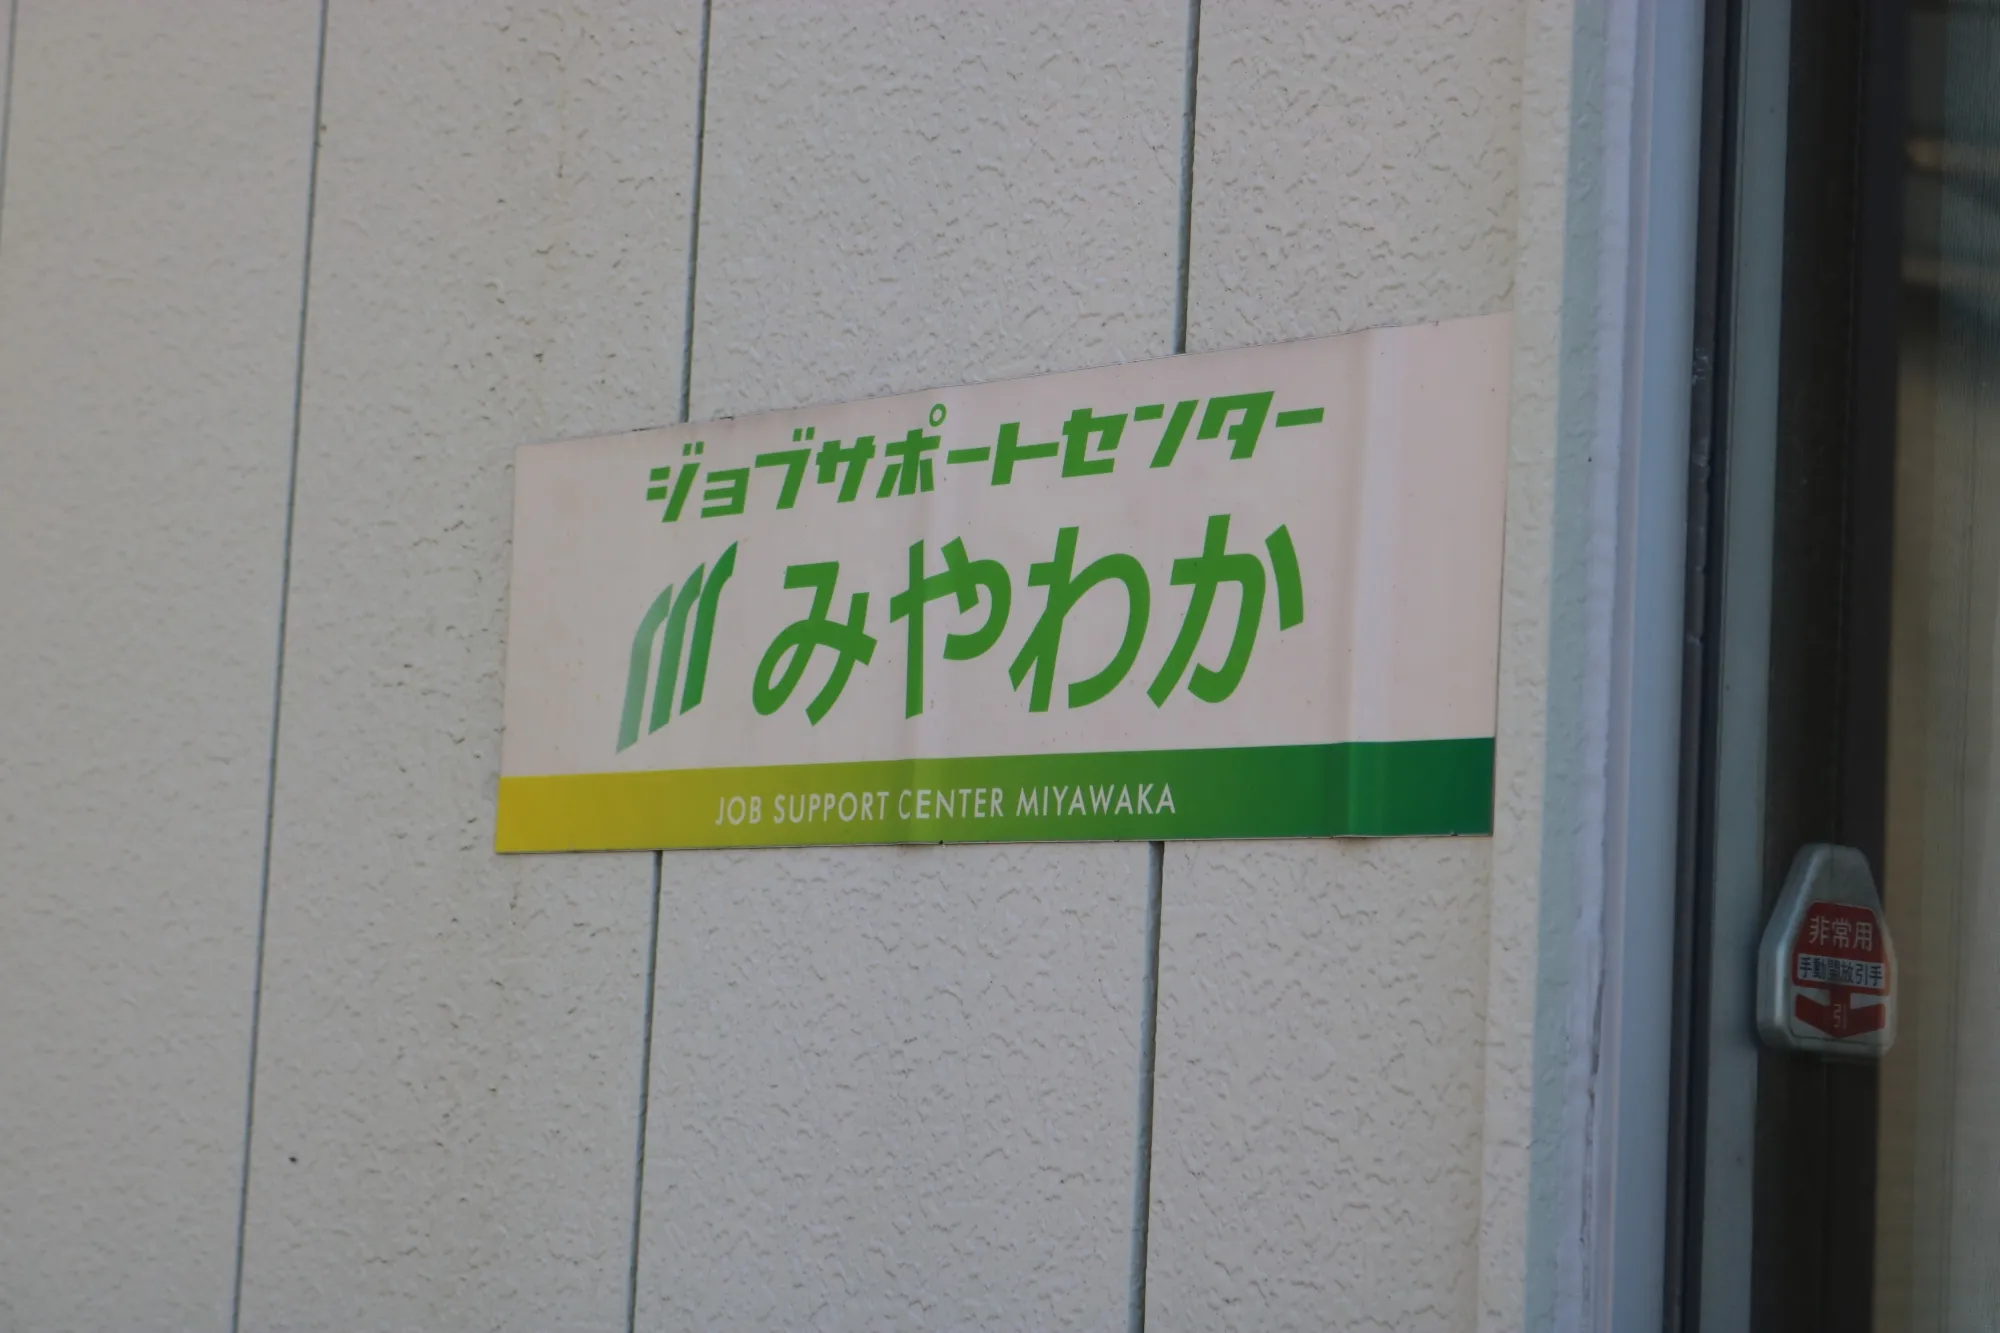 ジョブサポートセンター
みやわか
JOB SUPPORT CENTER MIYAWAKA
非常用
手動開放引手
引